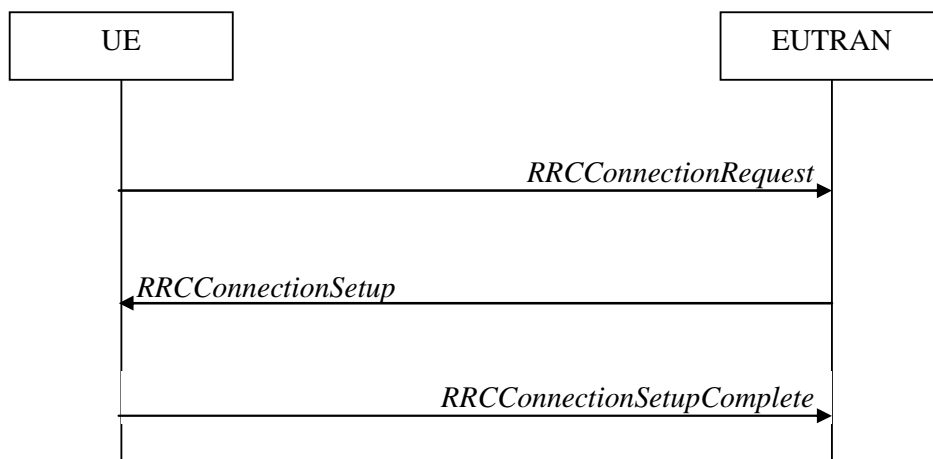 UE
EUTRAN
RRCConnectionRequest
RRCConnectionSetup
RRCConnectionSetupComplete